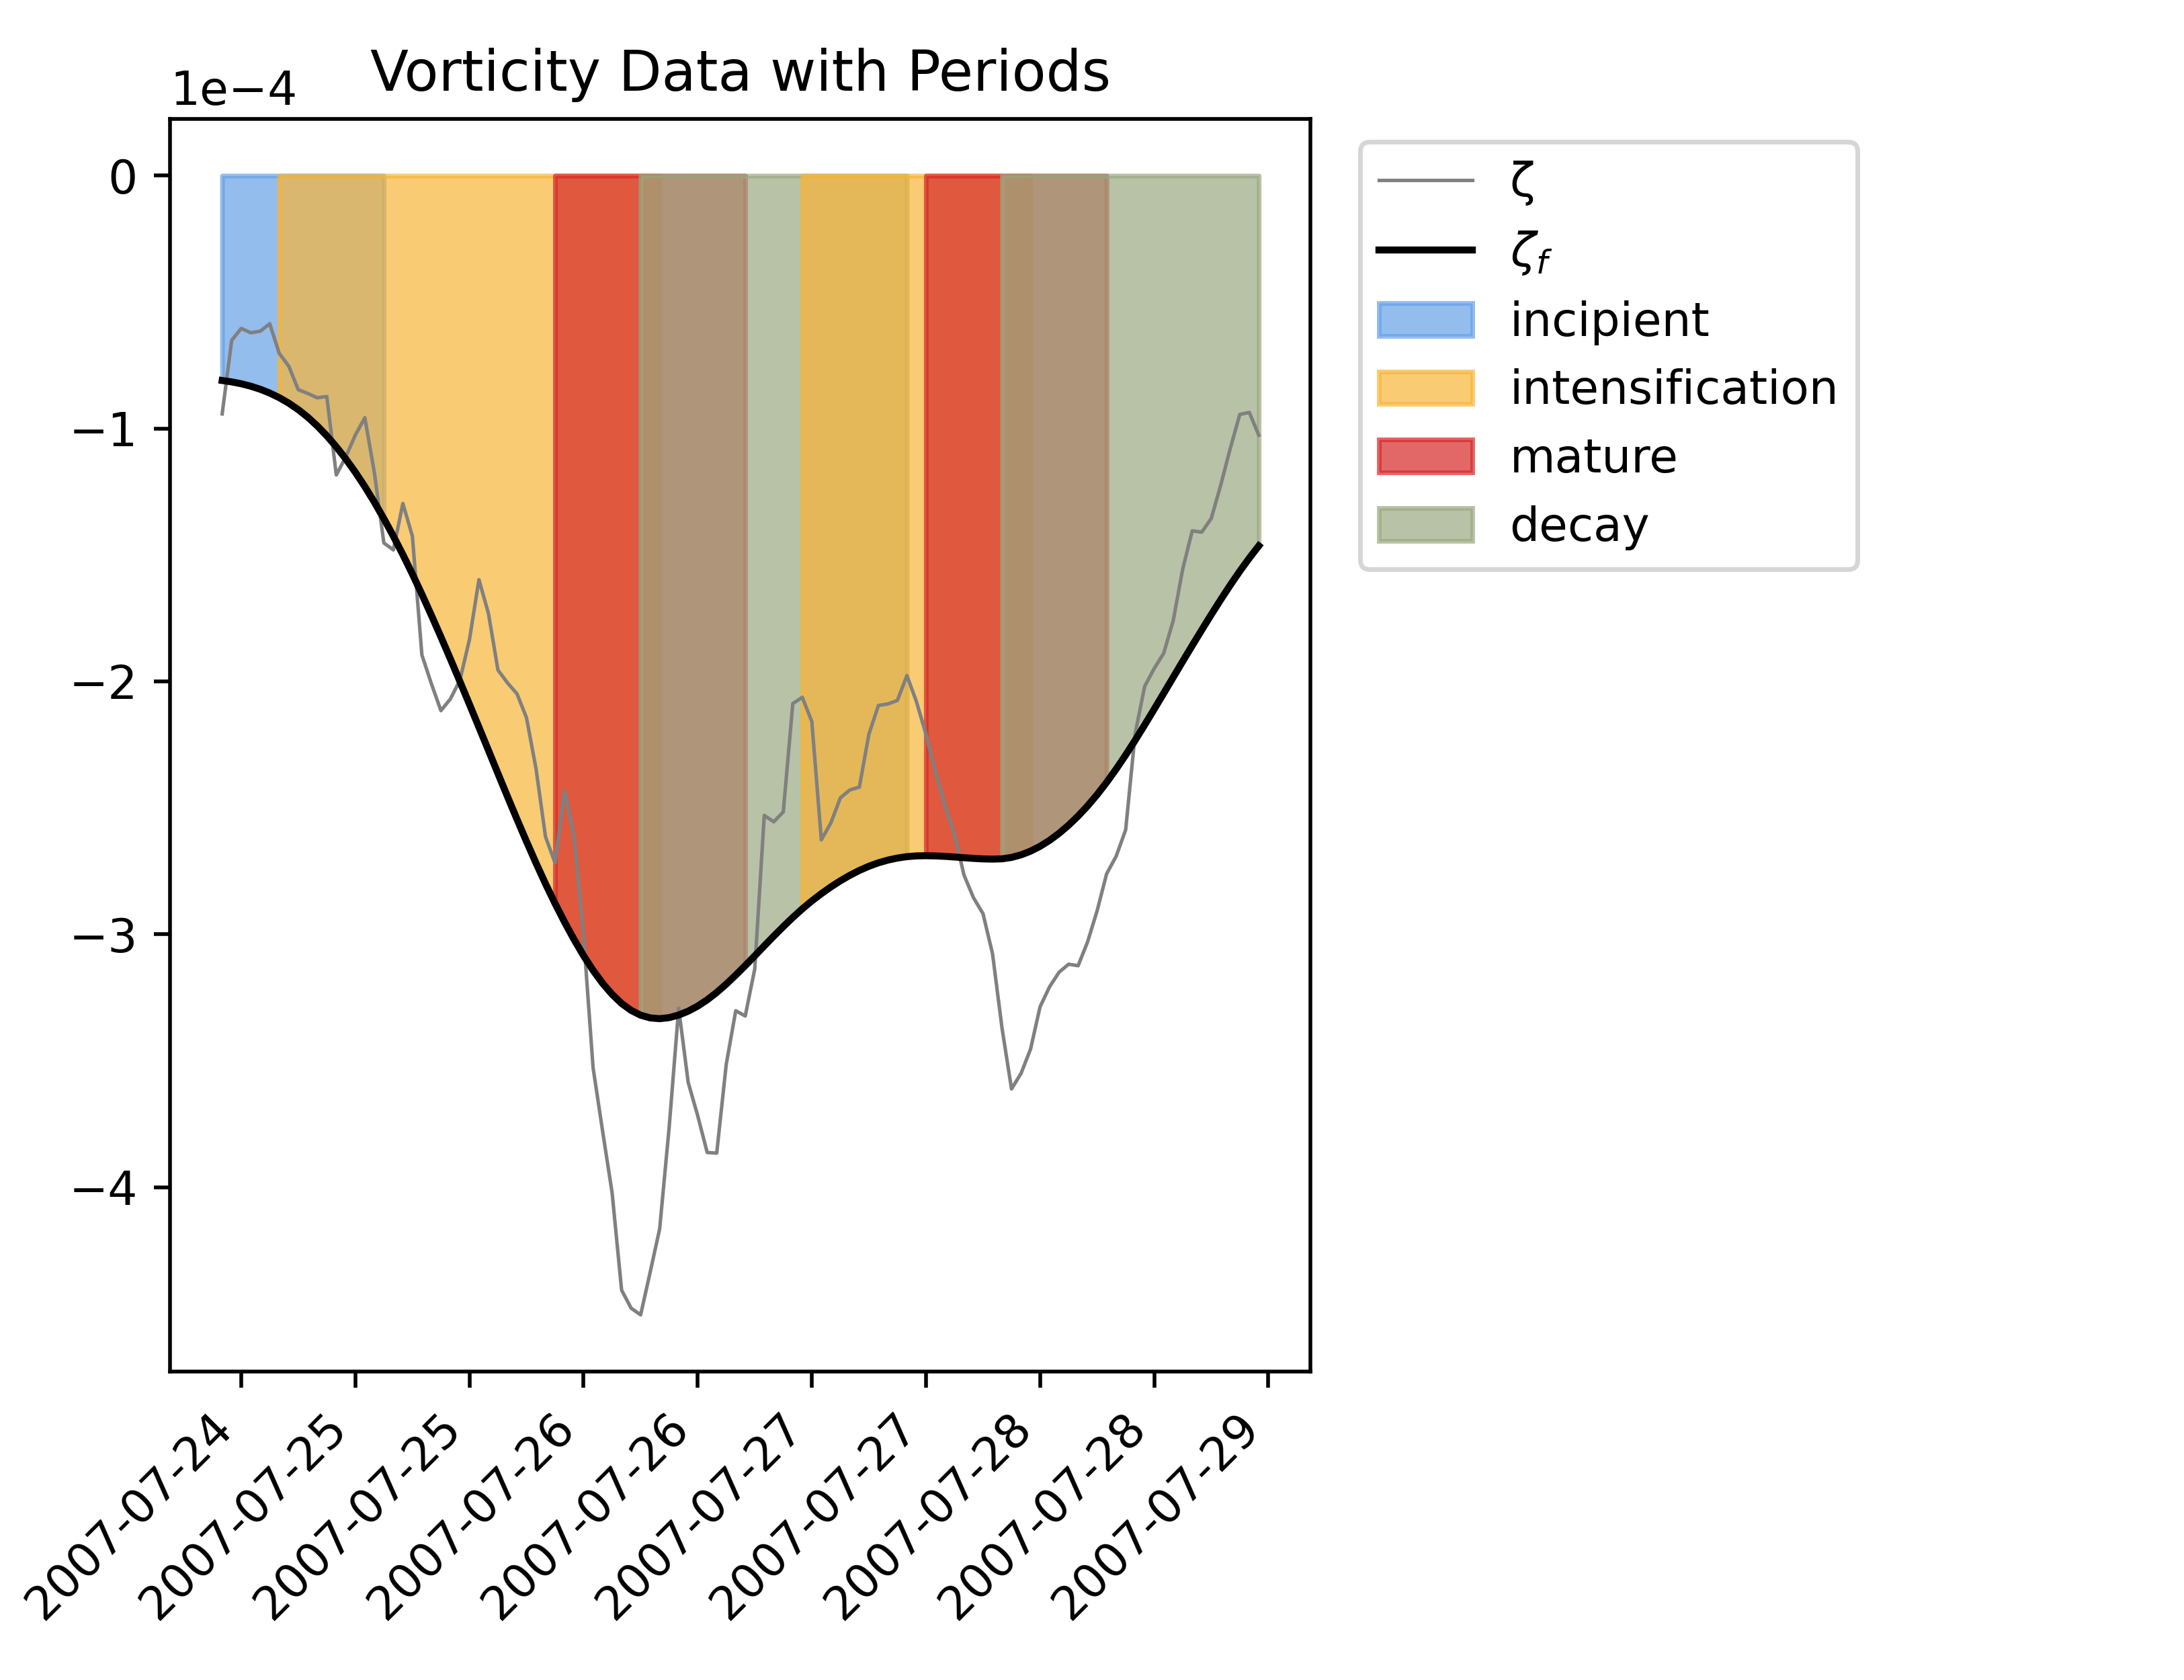 Vorticity Data with Periods
1e−4
0
−1
−2
−3
−4
2007-07-24
2007-07-25
2007-07-25
2007-07-26
2007-07-26
2007-07-27
2007-07-27
2007-07-28
2007-07-28
2007-07-29
ζ
ζf
incipient
intensification
mature
decay